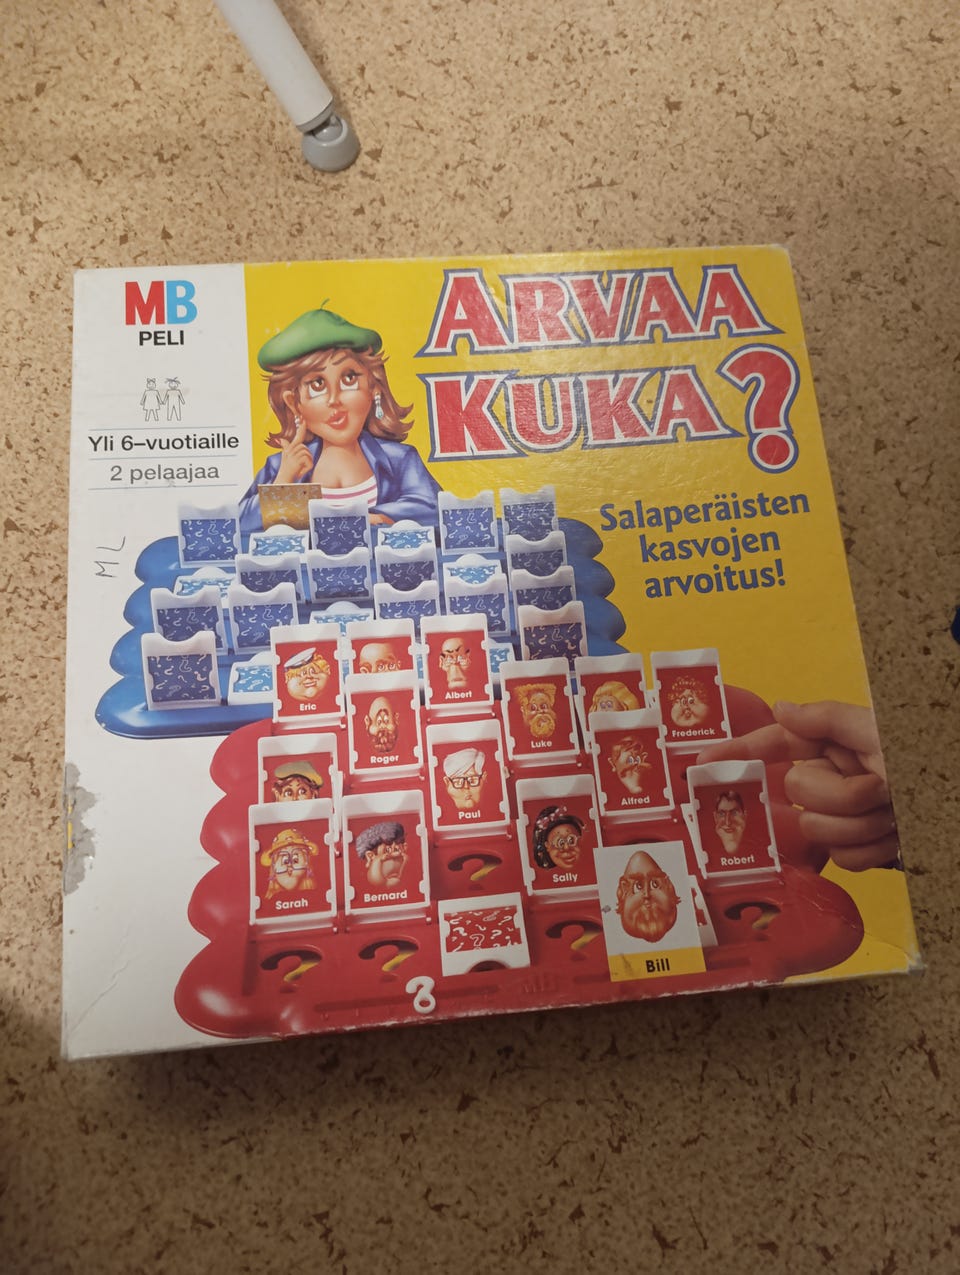 MB
PELI
ARVAA
KUKA?
Yli 6–vuotiaille
2 pelaajaa
ML
Salaperäisten
kasvojen
arvoitus!
Eric
Albert
Roger
Luke
Frederick
Paul
Alfred
Sarah
Bernard
Sally
Robert
Bill
MB